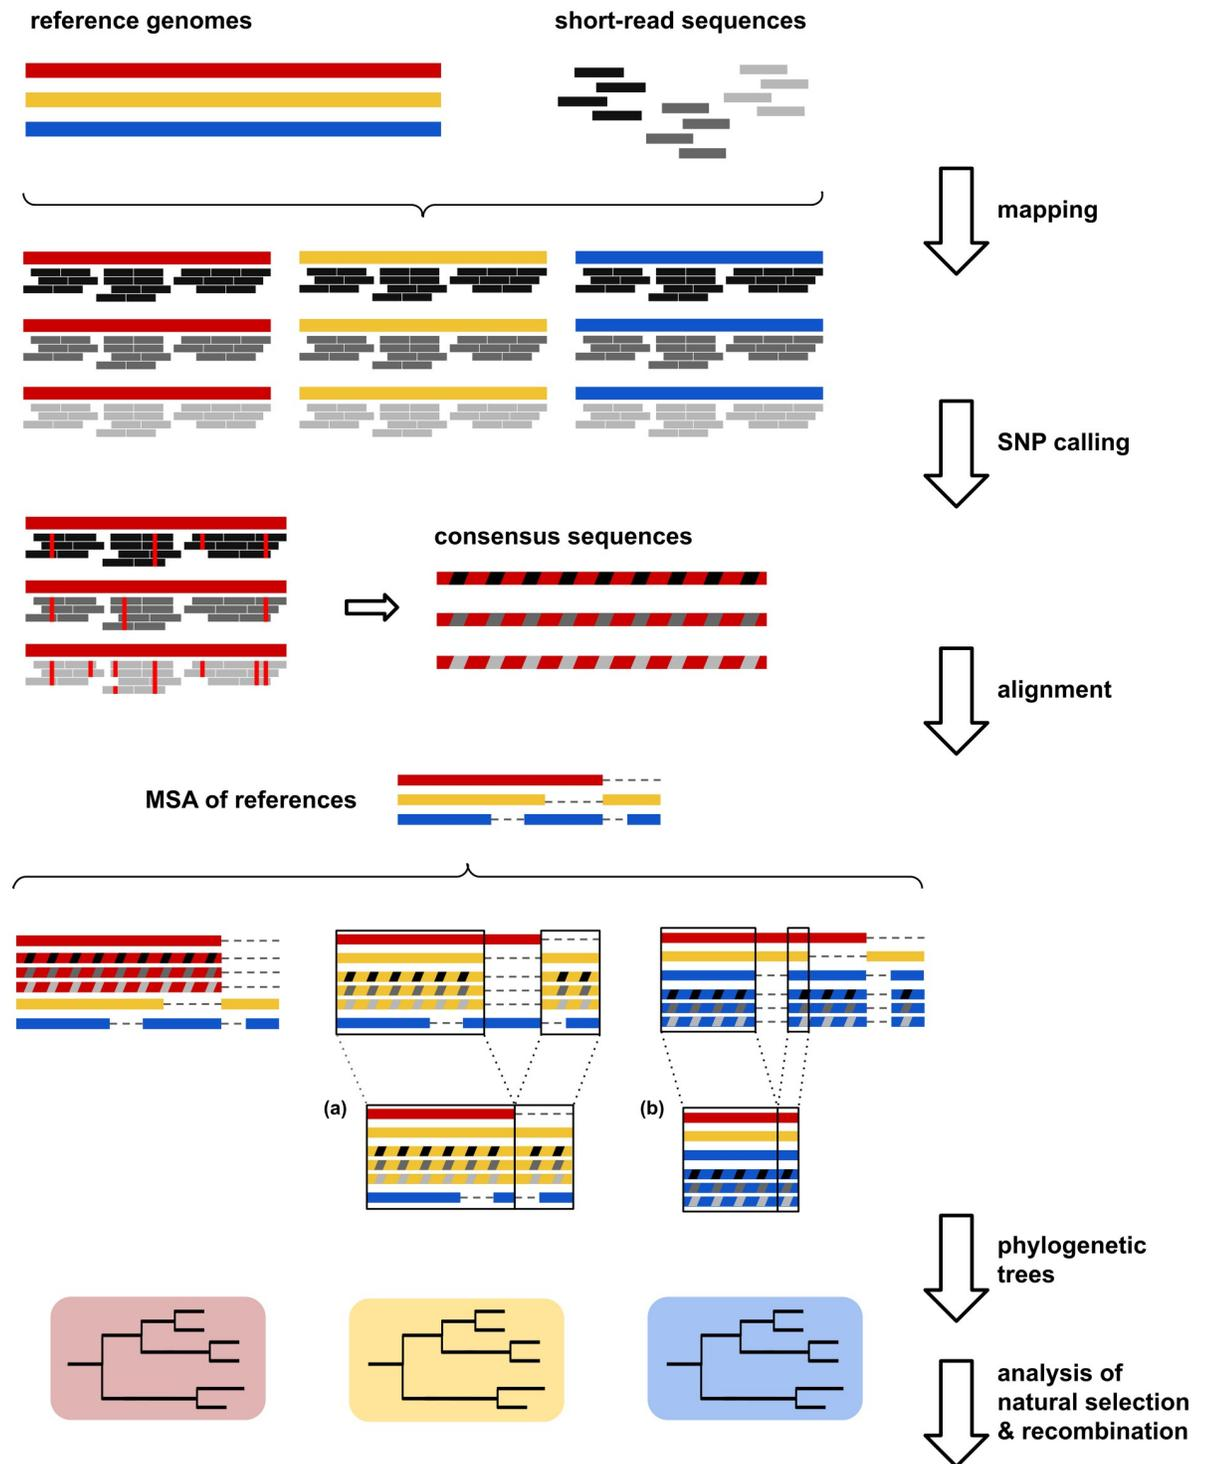 reference genomes
short-read sequences
mapping
SNP calling
consensus sequences
alignment
MSA of references
(a)
(b)
phylogenetic
trees
analysis of
natural selection
& recombination